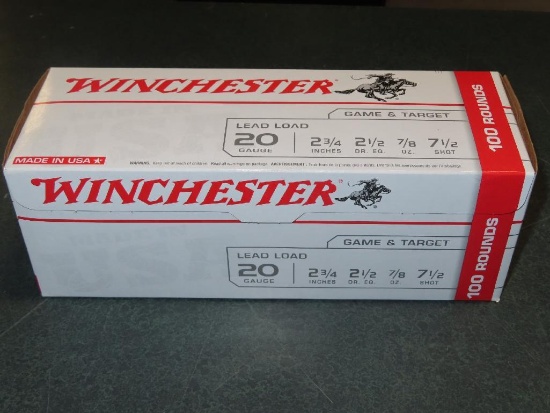 WINCHESTER
GAME & TARGET
LEAD LOAD
20 2 3/4 2 1/2 7/8 7 1/2
GAUGE INCHES DR. EQ. OZ. SHOT
MADE IN USA
100 ROUNDS
WINCHESTER
GAME & TARGET
LEAD LOAD
20 2 3/4 2 1/2 7/8 7 1/2
GAUGE INCHES DR. EQ. OZ SHOT
100 ROUNDS